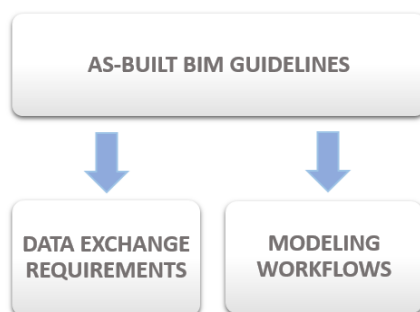 AS-BUILT BIM GUIDELINES
DATA EXCHANGE
REQUIREMENTS
MODELING
WORKFLOWS